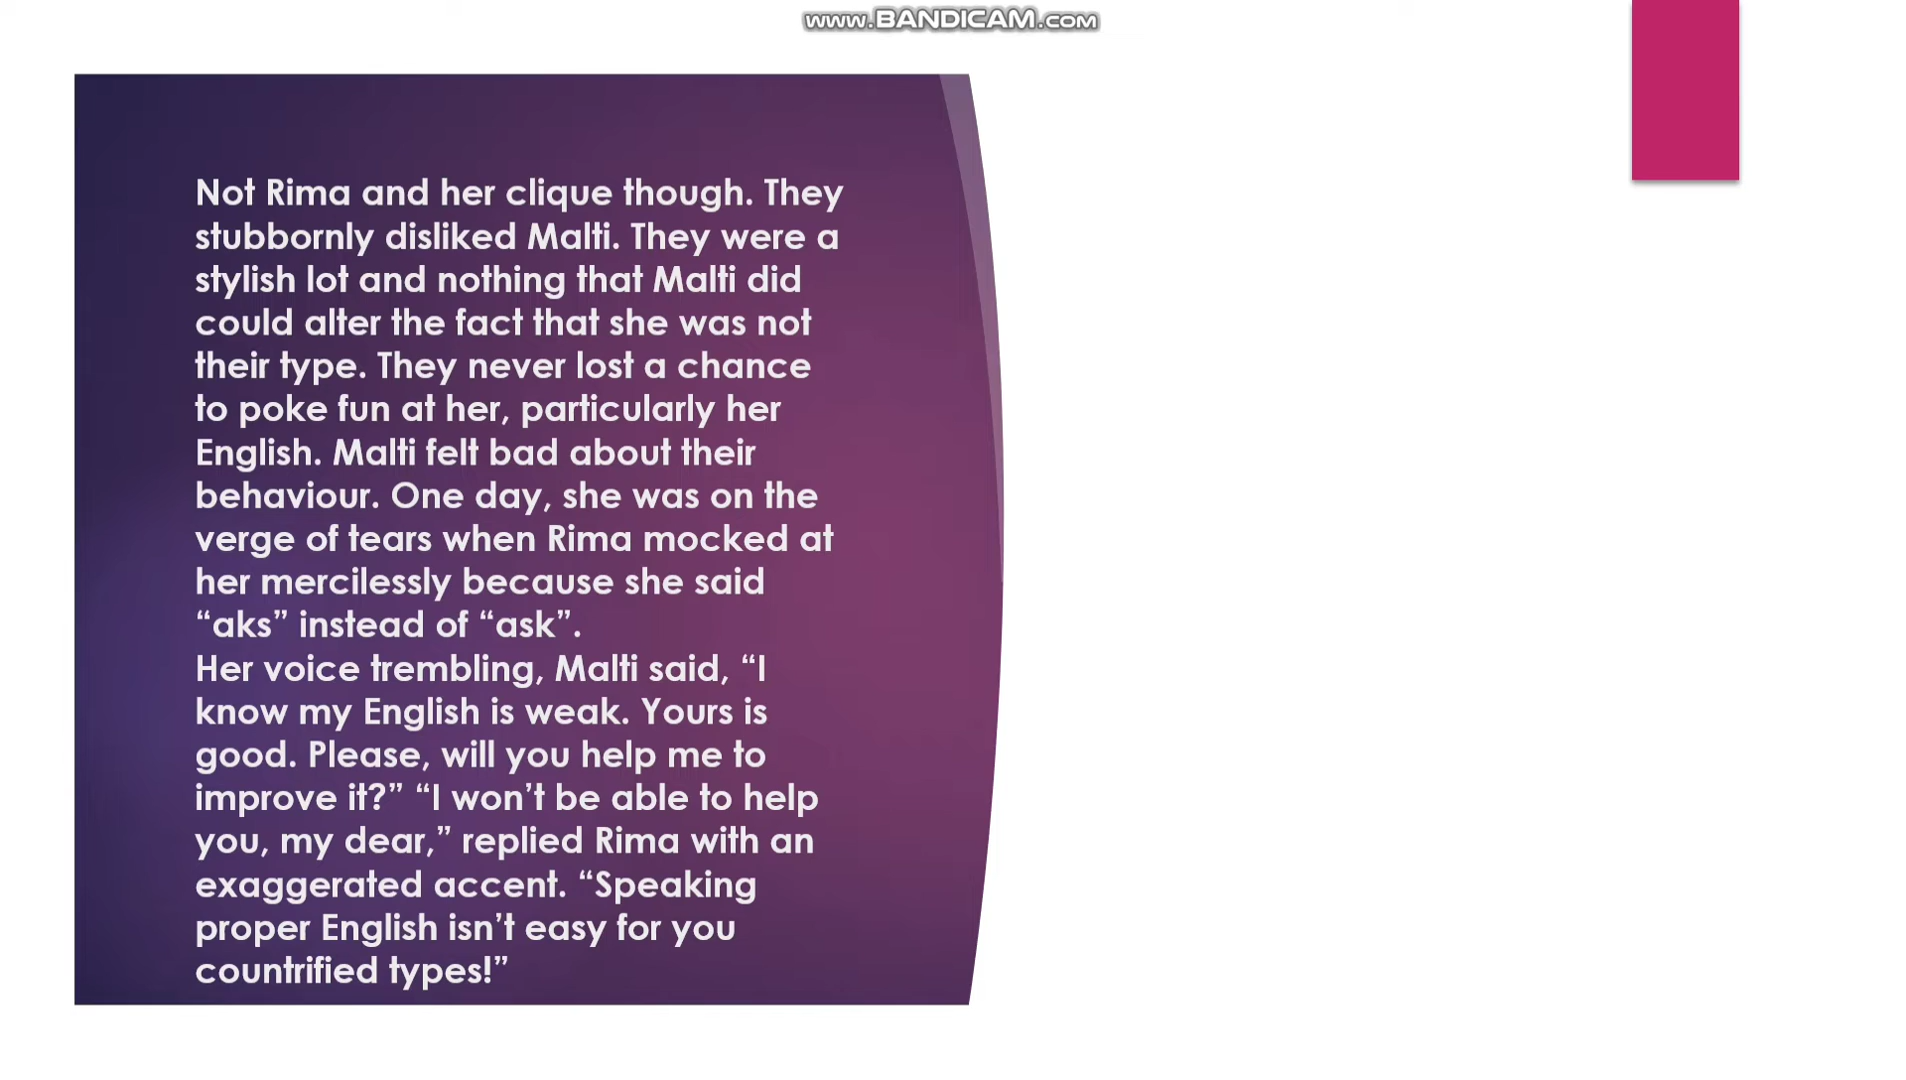 www.BANDICAM.com
Not Rima and her clique though. They
stubbornly disliked Malti. They were a
stylish lot and nothing that Malti did
could alter the fact that she was not
their type. They never lost a chance
to poke fun at her, particularly her
English. Malti felt bad about their
behaviour. One day, she was on the
verge of tears when Rima mocked at
her mercilessly because she said
“aks” instead of “ask”.
Her voice trembling, Malti said, “I
know my English is weak. Yours is
good. Please, will you help me to
improve it?” “I won’t be able to help
you, my dear,” replied Rima with an
exaggerated accent. “Speaking
proper English isn’t easy for you
countrified types!”